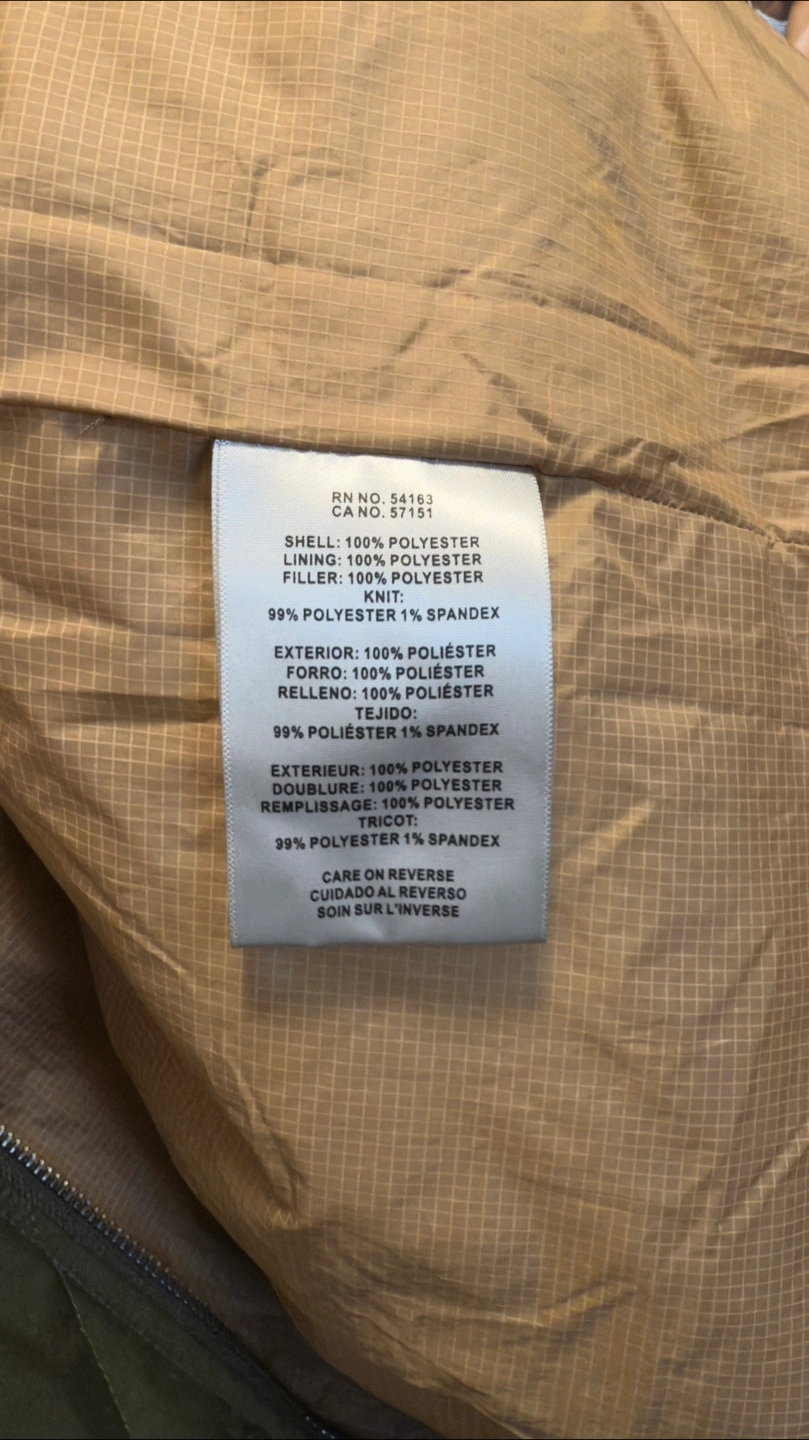 RN NO. 54163
CA NO. 57151
SHELL: 100% POLYESTER
LINING: 100% POLYESTER
FILLER: 100% POLYESTER
KNIT:
99% POLYESTER 1% SPANDEX
EXTERIOR: 100% POLIÉSTER
FORRO: 100% POLIÉSTER
RELLENO: 100% POLIÉSTER
TEJIDO:
99% POLIÉSTER 1% SPANDEX
EXTERIEUR: 100% POLYESTER
DOUBLURE: 100% POLYESTER
REMPLISSAGE: 100% POLYESTER
TRICOT:
99% POLYESTER 1% SPANDEX
CARE ON REVERSE
CUIDADO AL REVERSO
SOIN SUR L'INVERSE